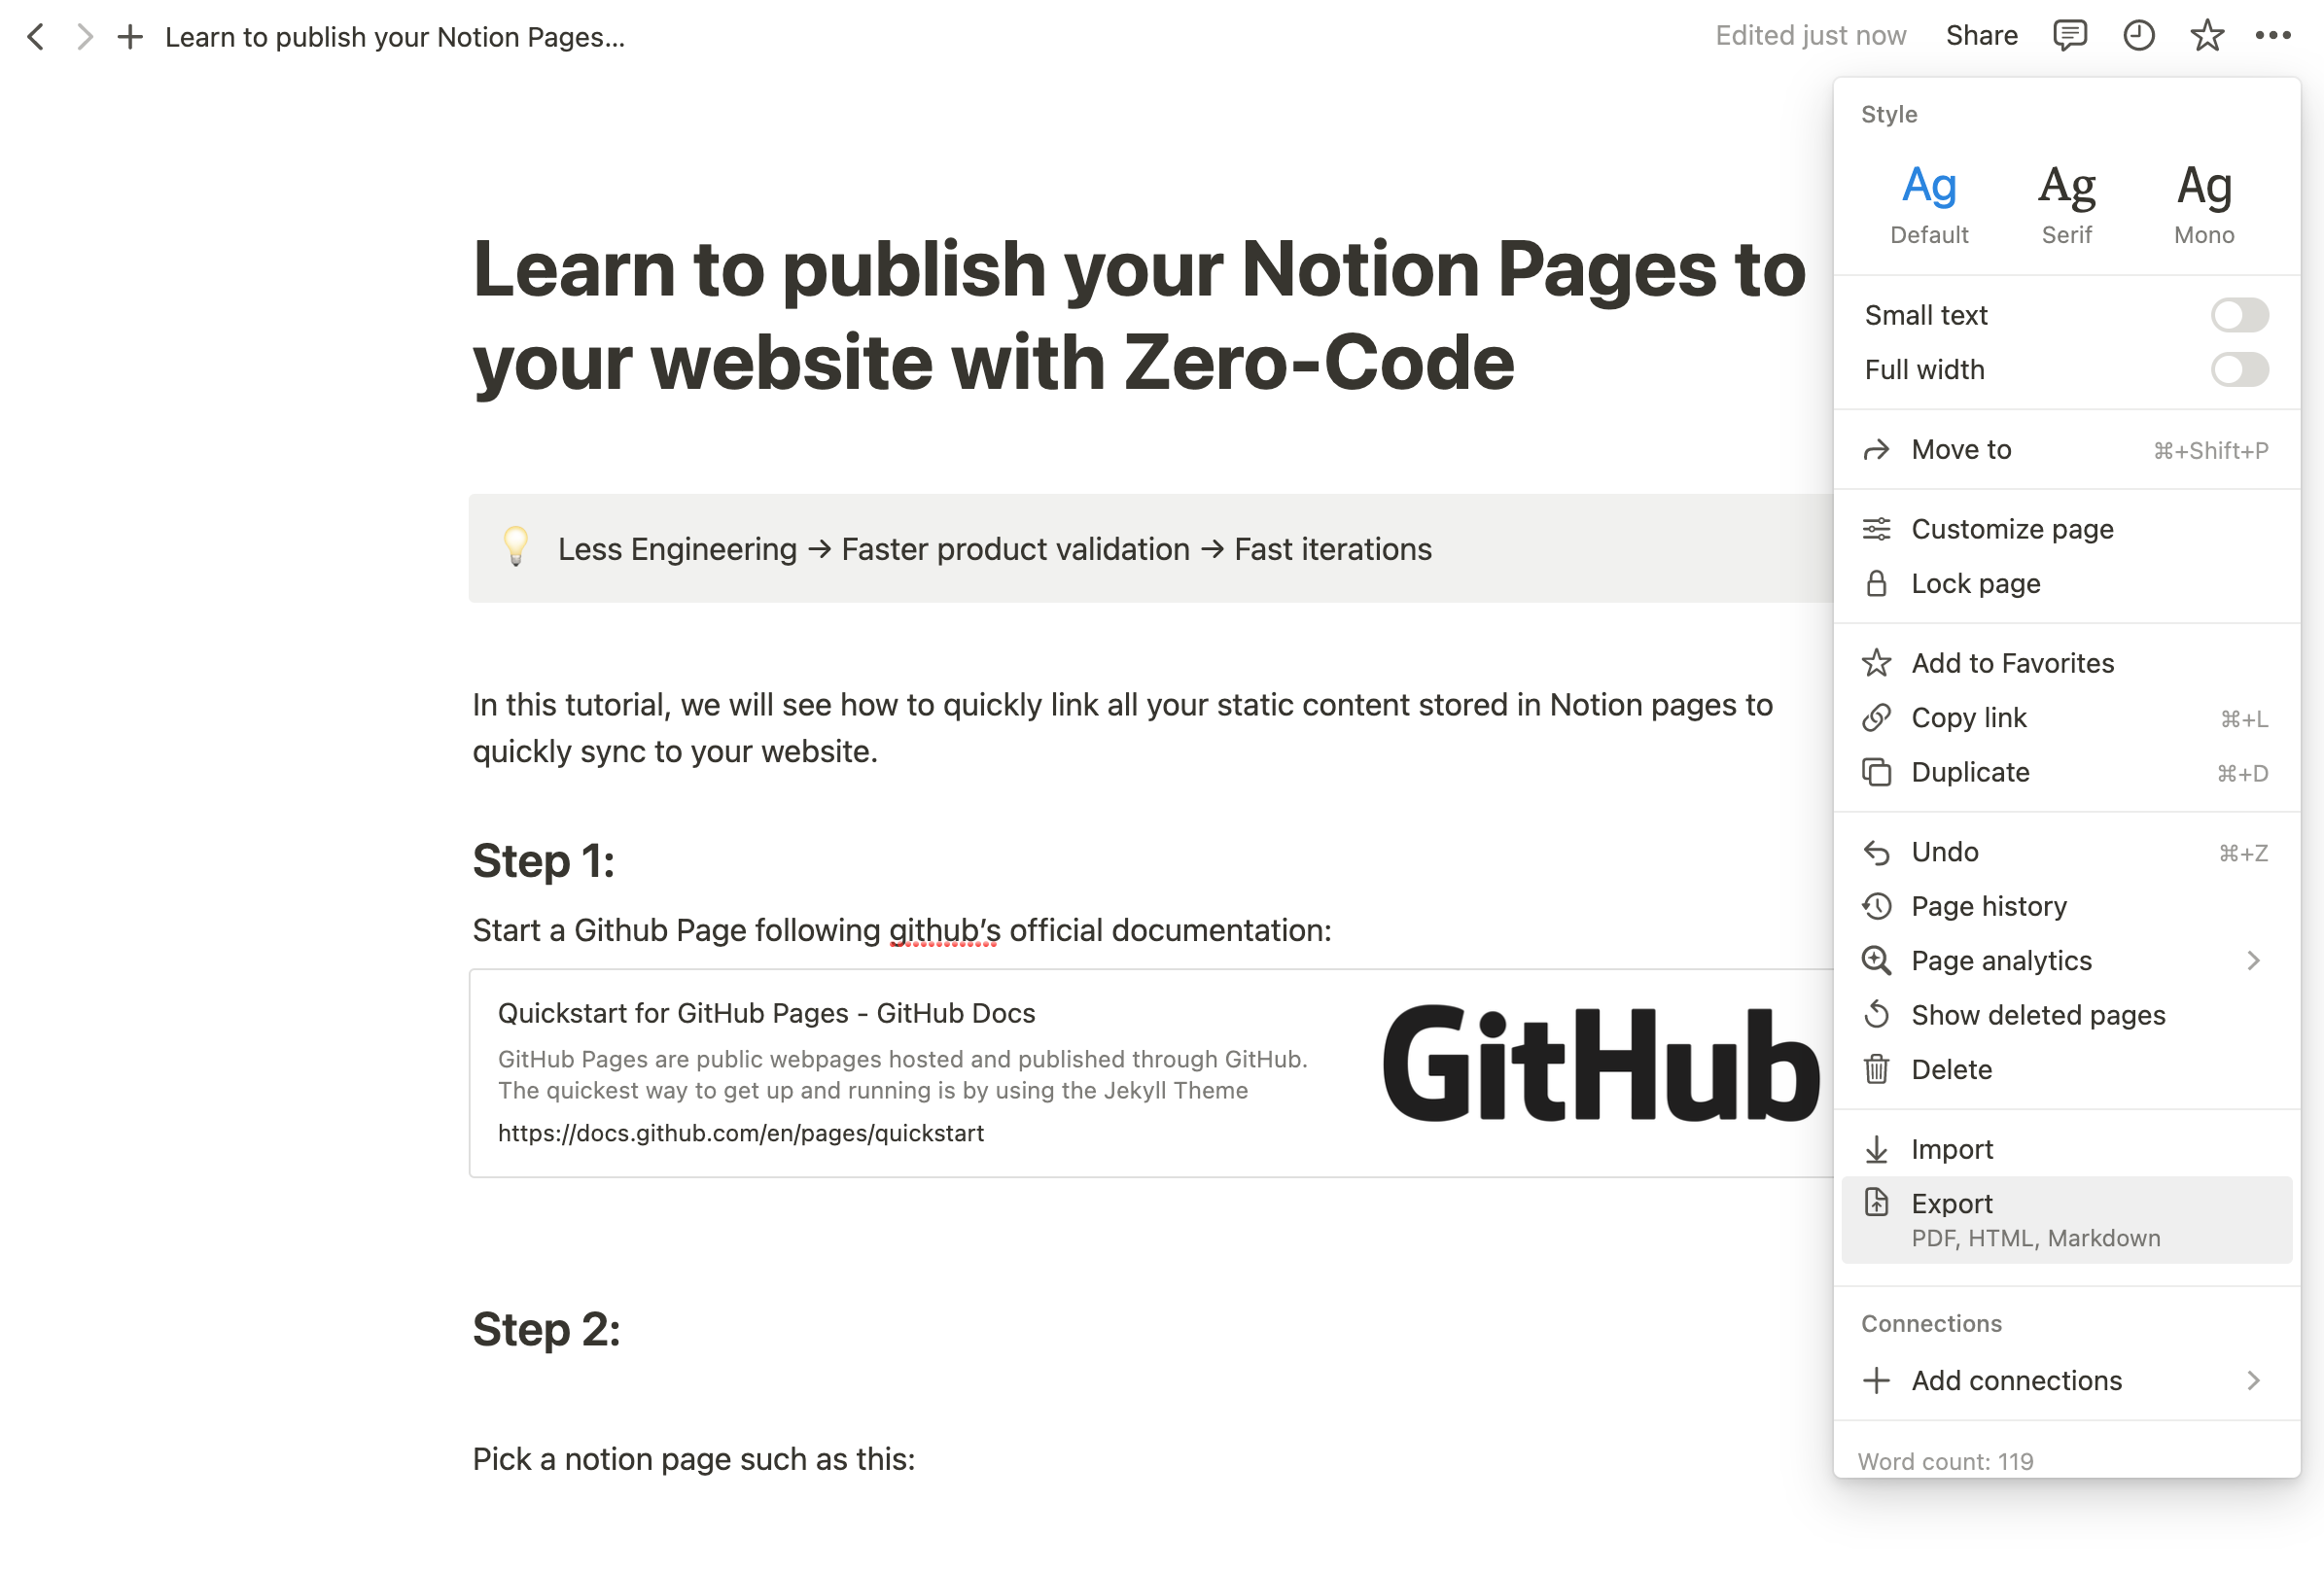 Learn to publish your Notion Pages...
Edited just now
Share
Learn to publish your Notion Pages to
your website with Zero-Code
Less Engineering → Faster product validation → Fast iterations
In this tutorial, we will see how to quickly link all your static content stored in Notion pages to
quickly sync to your website.
Step 1:
Start a Github Page following github’s official documentation:
Quickstart for GitHub Pages - GitHub Docs
GitHub Pages are public webpages hosted and published through GitHub.
The quickest way to get up and running is by using the Jekyll Theme
https://docs.github.com/en/pages/quickstart
GitHub
Step 2:
Pick a notion page such as this:
Style
Ag Ag Ag
Default Serif Mono
Small text
Full width
Move to ⌘+Shift+P
Customize page
Lock page
Add to Favorites
Copy link ⌘+L
Duplicate ⌘+D
Undo ⌘+Z
Page history
Page analytics
Show deleted pages
Delete
Import
Export
PDF, HTML, Markdown
Connections
Add connections
Word count: 119